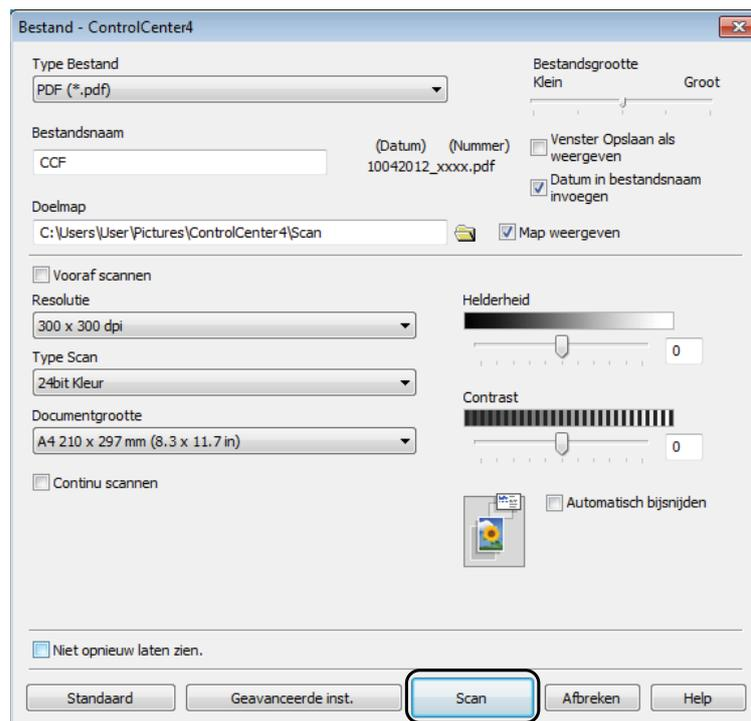 Bestand - ControlCenter4
Type Bestand
PDF (*.pdf)
Bestandsgrootte
Klein Groot
Bestandsnaam
CCF
(Datum) (Nummer)
10042012_xxxx.pdf
Venster Opslaan als
weergeven
Datum in bestandsnaam
invoegen
Doelmap
C:\Users\User\Pictures\ControlCenter4\Scan
Map weergeven
Vooraf scannen
Resolutie
300 x 300 dpi
Type Scan
24bit Kleur
Documentgrootte
A4 210 x 297 mm (8.3 x 11.7 in)
Continu scannen
Helderheid
0
Contrast
0
Automatisch bijsnijden
Niet opnieuw laten zien.
Standaard
Geavanceerde inst.
Scan
Afbreken
Help